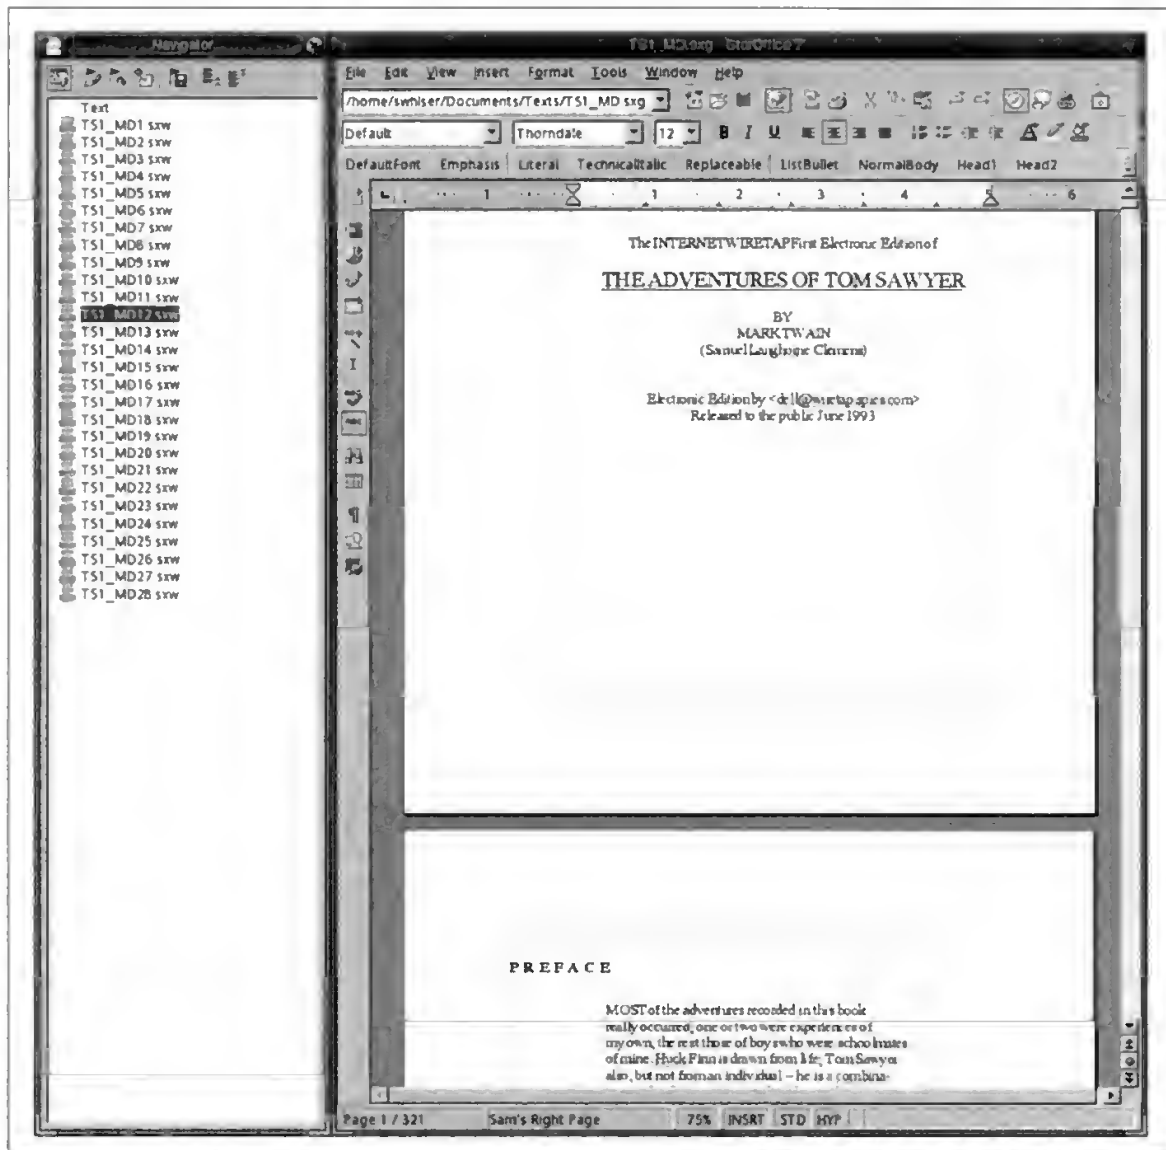 Navigator
Text
TS1_MD1 sxw
TS1_MD2 sxw
TS1_MD3 sxw
TS1_MD4 sxw
TS1_MD5 sxw
TS1_MD6 sxw
TS1_MD7 sxw
TS1_MD8 sxw
TS1_MD9 sxw
TS1_MD10 sxw
TS1_MD11 sxw
TS1_MD12 sxw
TS1_MD13 sxw
TS1_MD14 sxw
TS1_MD15 sxw
TS1_MD16 sxw
TS1_MD17 sxw
TS1_MD18 sxw
TS1_MD19 sxw
TS1_MD20 sxw
TS1_MD21 sxw
TS1_MD22 sxw
TS1_MD23 sxw
TS1_MD24 sxw
TS1_MD25 sxw
TS1_MD26 sxw
TS1_MD27 sxw
TS1_MD28 sxw
TS1_MD.sxg StarOffice 7
File Edit View Insert Format Tools Window Help
/home/swhiser/Documents/Texts/TS1_MD sxg
Default Thorndale 12 B I U
DefaultFont Emphasis Literal TechnicalItalic Replaceable ListBullet NormalBody Head1 Head2
1 1 2 3 4 5 6
The INTERNET WIRETAP First Electronic Edition of
THE ADVENTURES OF TOM SAWYER
BY
MARK TWAIN
(Samuel Langhorne Clemens)
Electronic Edition by <dell@wiretap.spies.com>
Released to the public June 1993
PREFACE
MOST of the adventures recorded in this book
really occurred, one or two were experiences of
my own, the rest those of boys who were schoolmates
of mine. Huck Finn is drawn from life, Tom Sawyer
also, but not from an individual – he is a combina-
Page 1 / 321 Sam's Right Page 75% INSRT STD HYP